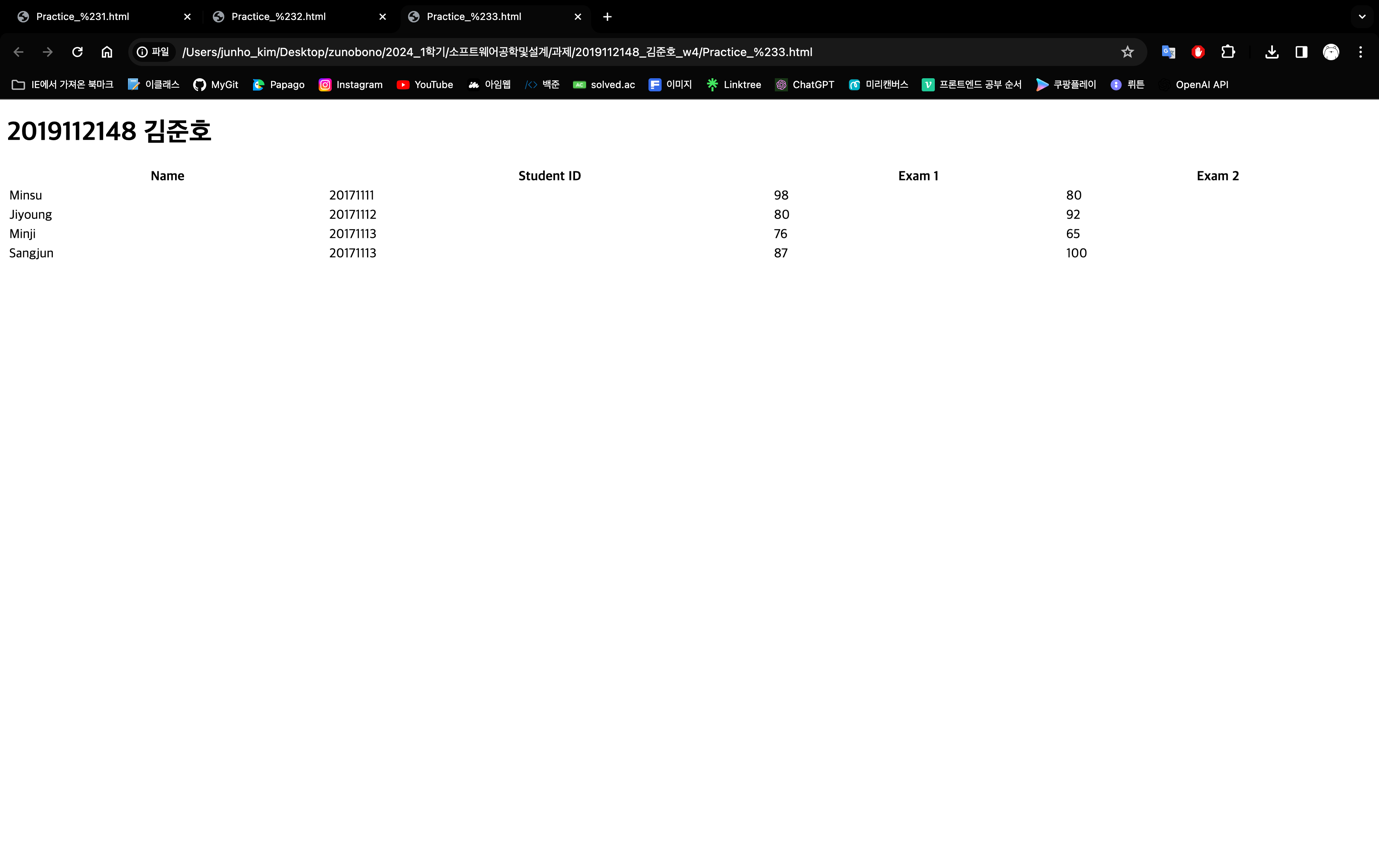 Practice_%231.html Practice_%232.html Practice_%233.html
파일 /Users/junho_kim/Desktop/zunobono/2024_1학기/소프트웨어공학및설계/과제/2019112148_김준호_w4/Practice_%233.html
IE에서 가져온 북마크 이클래스 MyGit Papago Instagram YouTube 아임웹 백준 AC solved.ac 이미지 Linktree ChatGPT 미리캔버스 프론트엔드 공부 순서 쿠팡플레이 뤼튼 OpenAI API
2019112148 김준호
Name Student ID Exam 1 Exam 2
Minsu 20171111 98 80
Jiyoung 20171112 80 92
Minji 20171113 76 65
Sangjun 20171113 87 100